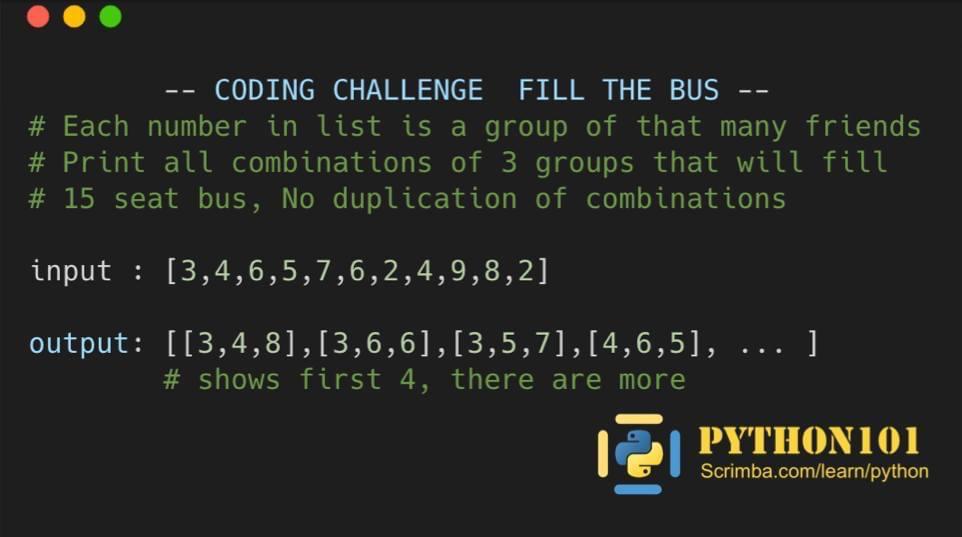 -- CODING CHALLENGE  FILL THE BUS --
# Each number in list is a group of that many friends
# Print all combinations of 3 groups that will fill
# 15 seat bus, No duplication of combinations
input : [3,4,6,5,7,6,2,4,9,8,2]
output: [[3,4,8],[3,6,6],[3,5,7],[4,6,5], ... ]
# shows first 4, there are more
PYTHON101
Scrimba.com/learn/python